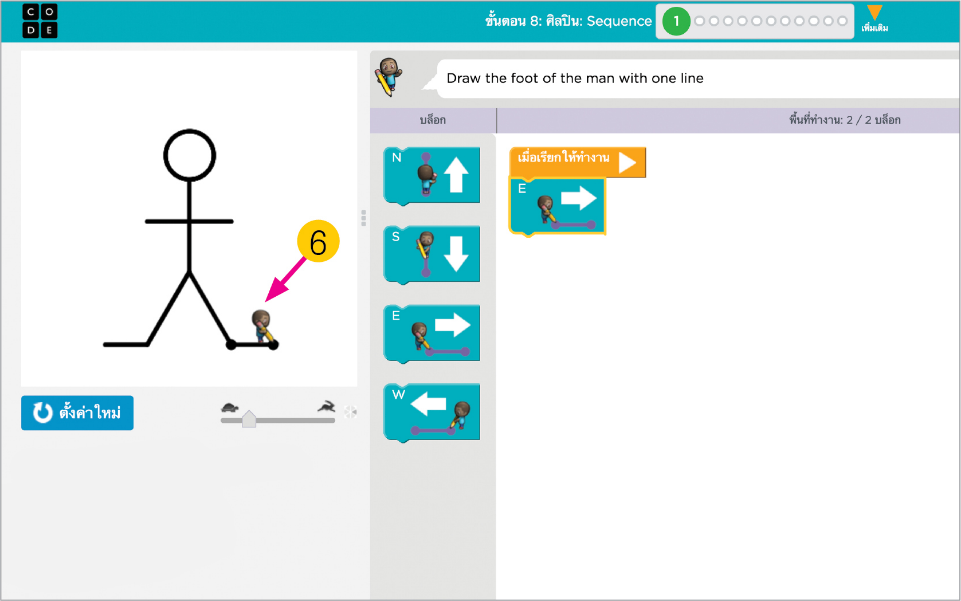 C O
D E
ขั้นตอน 8: ศิลปิน: Sequence
1
เพิ่มเติม
Draw the foot of the man with one line
บล็อก
พื้นที่ทำงาน: 2 / 2 บล็อก
N
เมื่อเรียกให้ทำงาน
E
S
6
E
W
ตั้งค่าใหม่